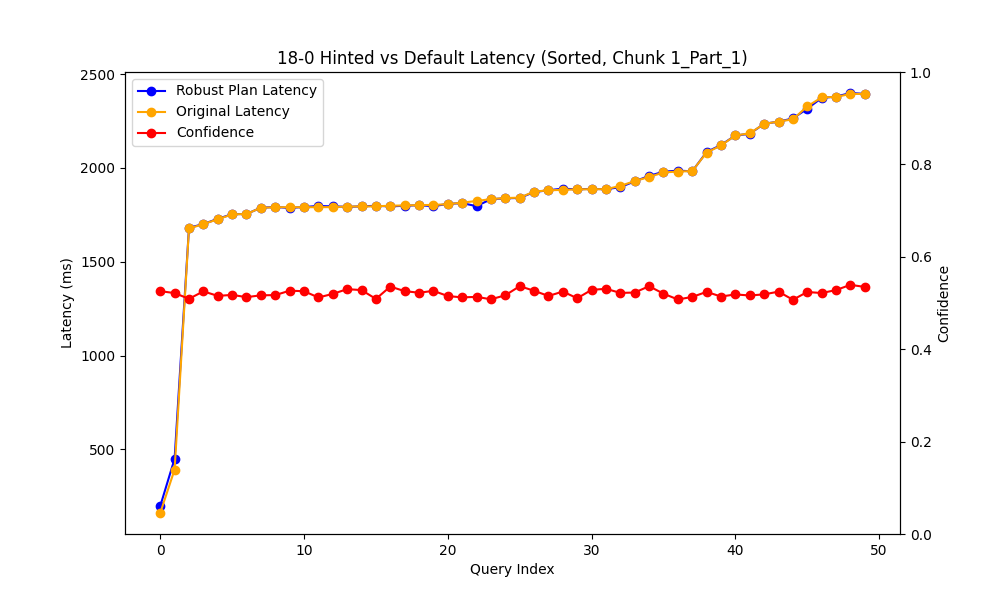 18-0 Hinted vs Default Latency (Sorted, Chunk 1_Part_1)
Robust Plan Latency
Original Latency
Confidence
2500
2000
1500
1000
500
Latency (ms)
0
10
20
30
40
50
Query Index
1.0
0.8
0.6
0.4
0.2
0.0
Confidence